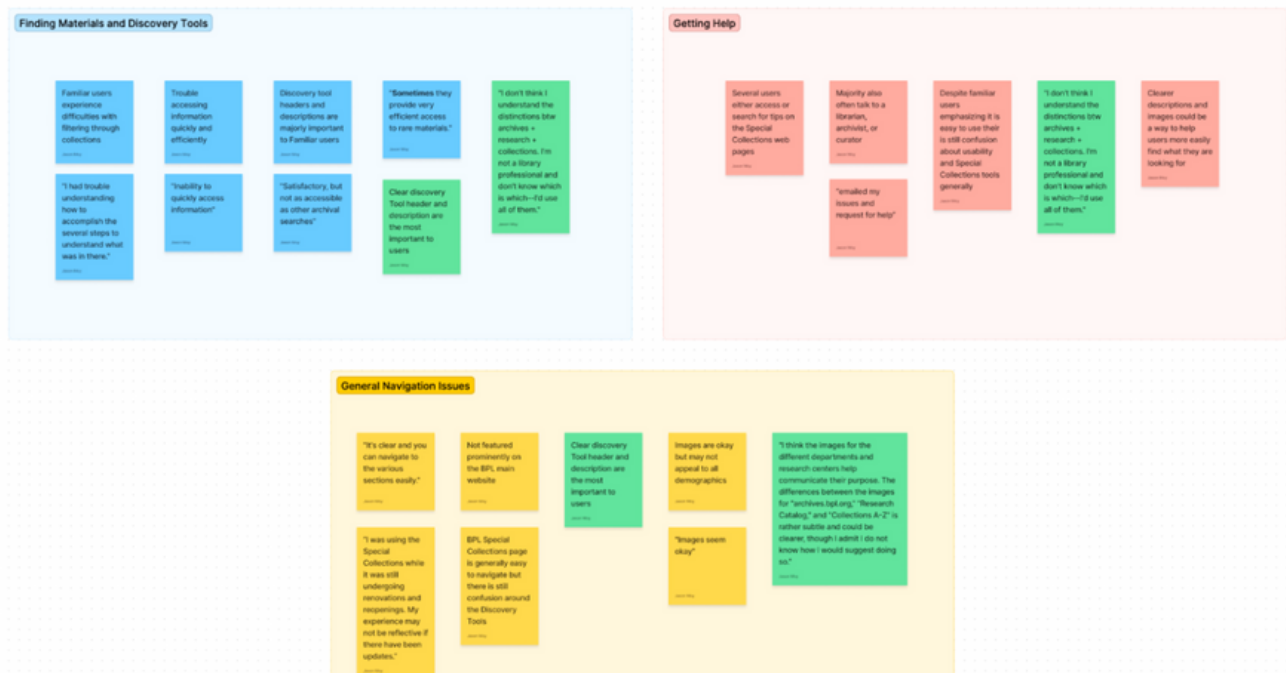 Finding Materials and Discovery Tools
Familiar users
experience
difficulties with
filtering through
collections
Trouble
accessing
information
quickly and
efficiently
Discovery tool
headers and
descriptions are
majorly important
to Familiar users
"Sometimes they
provide very
efficient access
to rare materials."
"I don't think I
understand the
distinctions btw
archives +
research +
collections. I'm
not a library
professional and
don't know which
is which—I'd use
all of them."
"I had trouble
understanding
how to
accomplish the
several steps to
understand what
was in there."
"Inability to
quickly access
information"
"Satisfactory, but
not as accessible
as other archival
searches"
Clear discovery
Tool header and
description are
the most
important to
users
Getting Help
Several users
either access or
search for tips on
the Special
Collections web
pages
Majority also
often talk to a
librarian,
archivist, or
curator
Despite familiar
users
emphasizing it is
easy to use their
is still confusion
about usability
and Special
Collections tools
generally
"I don't think I
understand the
distinctions btw
archives +
research +
collections. I'm
not a library
professional and
don't know which
is which—I'd use
all of them."
Clearer
descriptions and
images could be
a way to help
users more easily
find what they are
looking for
"emailed my
issues and
request for help"
General Navigation Issues
"It's clear and you
can navigate to
the various
sections easily."
Not featured
prominently on
the BPL main
website
Clear discovery
Tool header and
description are
the most
important to
users
Images are okay
but may not
appeal to all
demographics
"I think the images for the
different departments and
research centers help
communicate their purpose. The
differences between the images
for "archives.bpl.org," "Research
Catalog," and "Collections A-Z" is
rather subtle and could be
clearer, though I admit I do not
know how I would suggest doing
so."
"I was using the
Special
Collections while
it was still
undergoing
renovations and
reopenings. My
experience may
not be reflective if
there have been
updates."
BPL Special
Collections page
is generally easy
to navigate but
there is still
confusion around
the Discovery
Tools
"Images seem
okay"